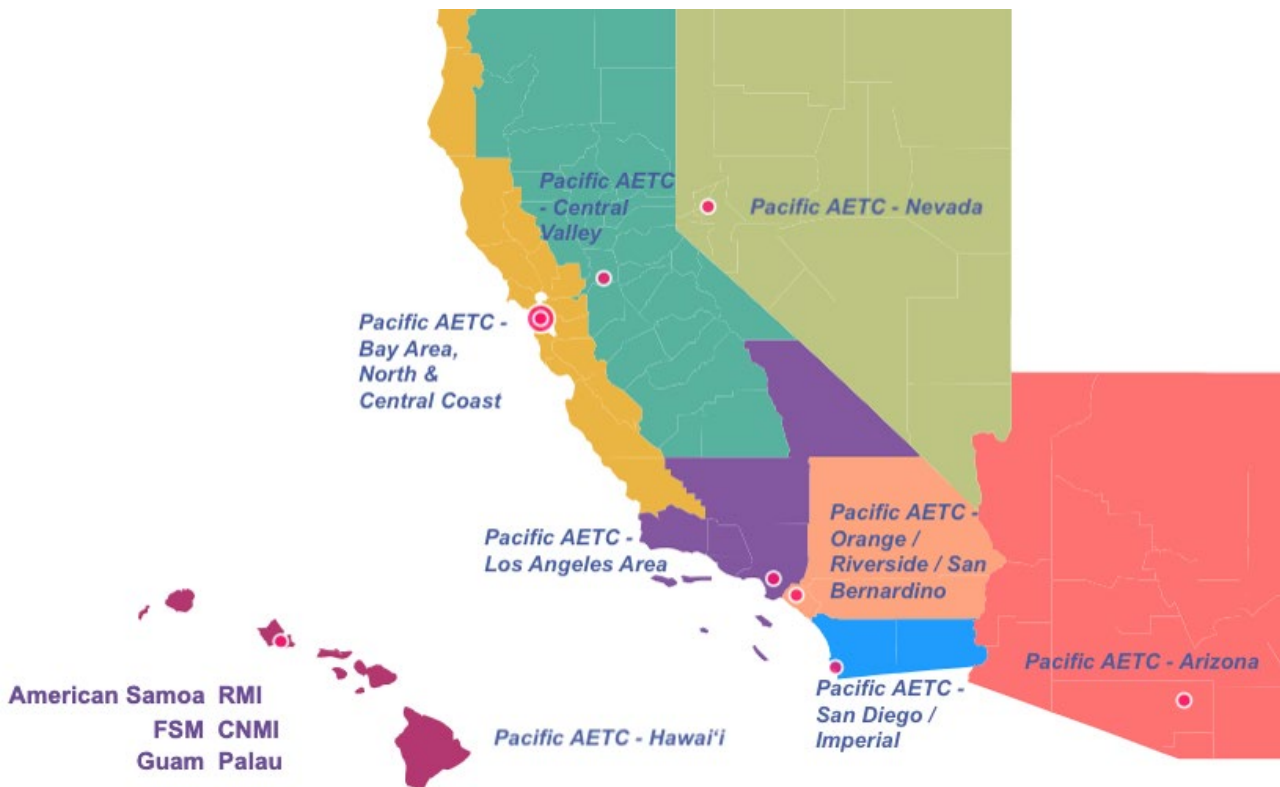 Pacific AETC
- Central
Valley
Pacific AETC - Nevada
Pacific AETC -
Bay Area,
North &
Central Coast
Pacific AETC -
Los Angeles Area
Pacific AETC -
Orange /
Riverside / San
Bernardino
Pacific AETC - Arizona
Pacific AETC -
San Diego /
Imperial
American Samoa RMI
FSM CNMI
Guam Palau
Pacific AETC - Hawaiʻi